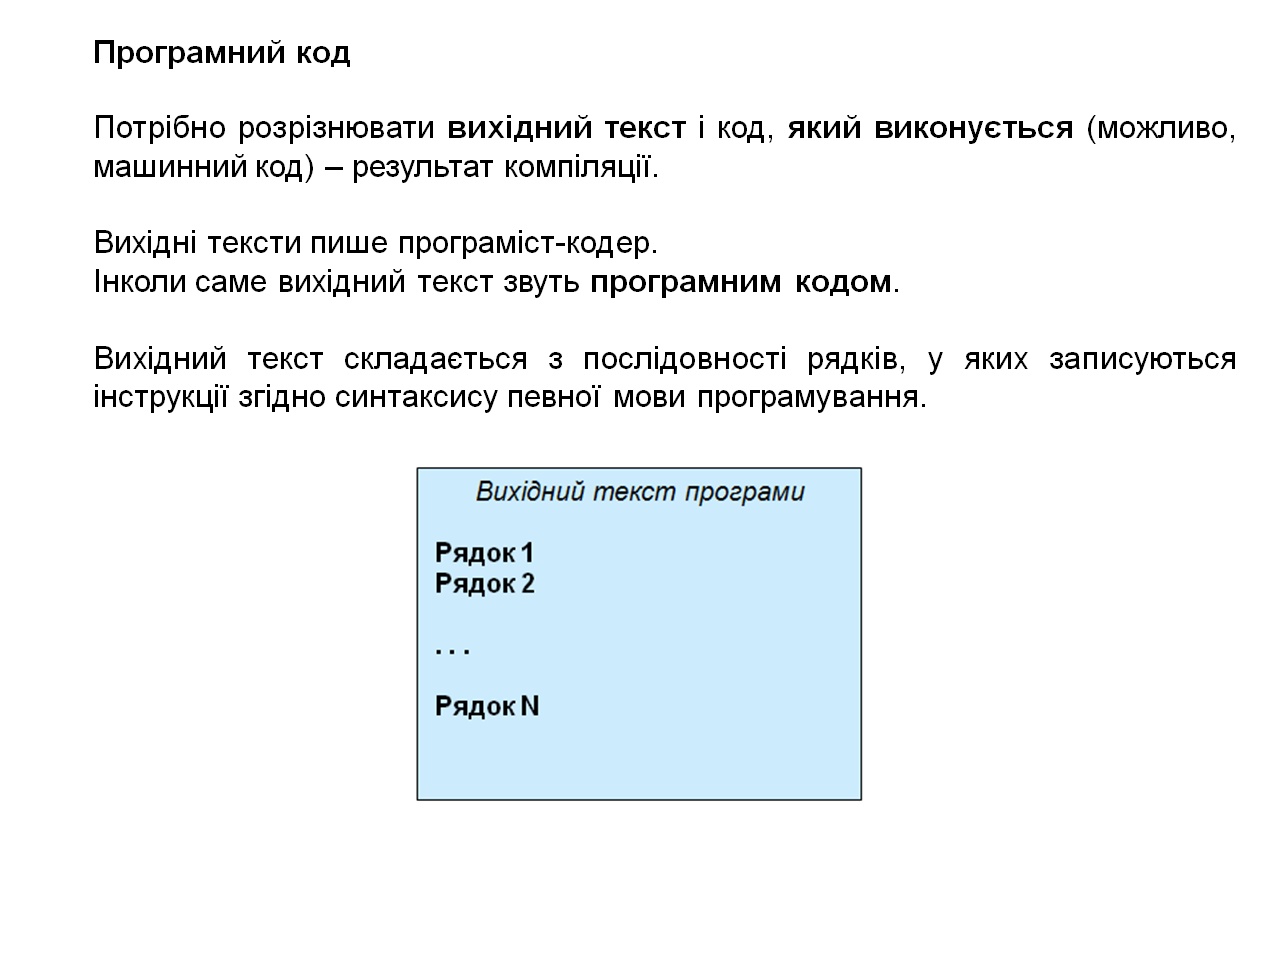 Програмний код
Потрібно розрізнювати вихідний текст і код, який виконується (можливо,
машинний код) – результат компіляції.
Вихідні тексти пише програміст-кодер.
Інколи саме вихідний текст звуть програмним кодом.
Вихідний текст складається з послідовності рядків, у яких записуються
інструкції згідно синтаксису певної мови програмування.
Вихідний текст програми
Рядок 1
Рядок 2
. . .
Рядок N